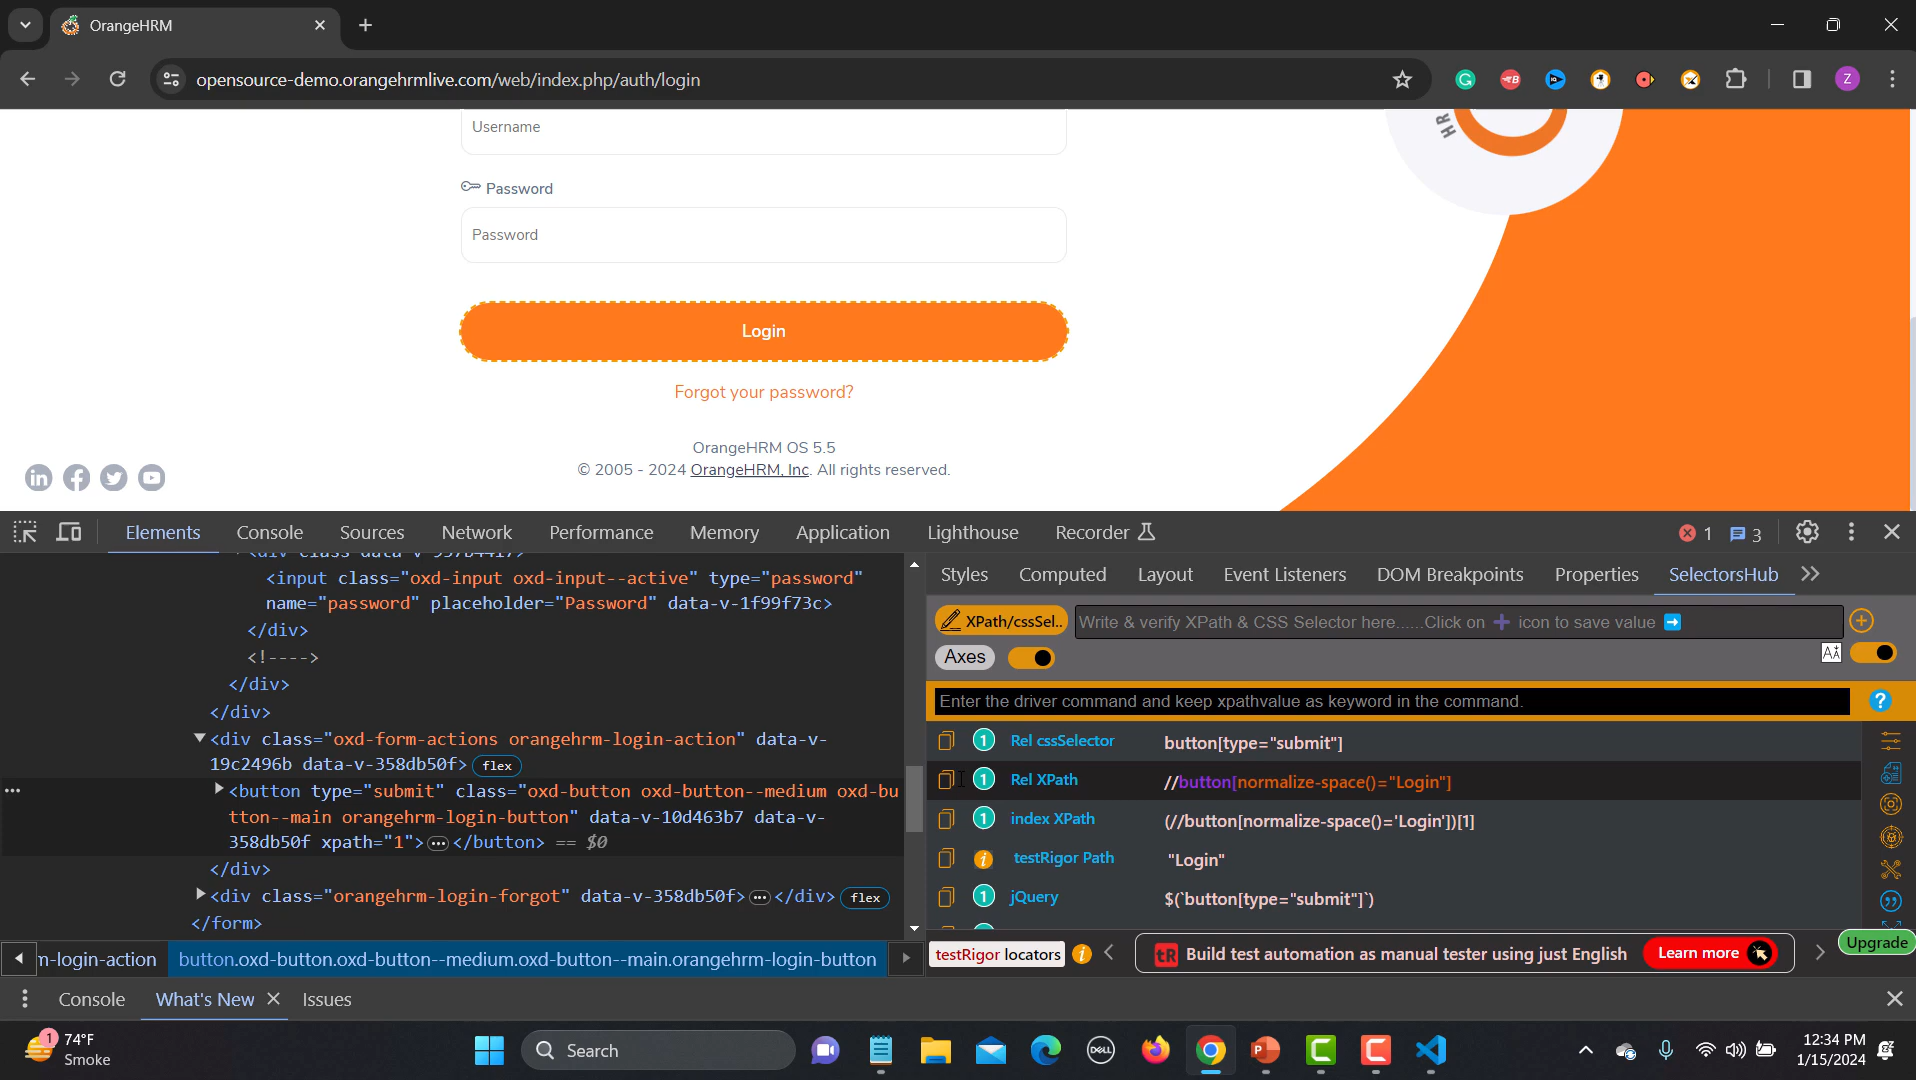 OrangeHRM
opensource-demo.orangehrmlive.com/web/index.php/auth/login
Z
Username
HR
Password
Password
Login
Forgot your password?
OrangeHRM OS 5.5
© 2005 - 2024 OrangeHRM, Inc. All rights reserved.
Elements Console Sources Network Performance Memory Application Lighthouse Recorder 1 3
<input class="oxd-input oxd-input--active" type="password"
name="password" placeholder="Password" data-v-1f99f73c>
</div>
<!---->
</div>
</div>
<div class="oxd-form-actions orangehrm-login-action" data-v-
19c2496b data-v-358db50f> flex
<button type="submit" class="oxd-button oxd-button--medium oxd-bu
tton--main orangehrm-login-button" data-v-10d463b7 data-v-
358db50f xpath="1">…</button> == $0
</div>
<div class="orangehrm-login-forgot" data-v-358db50f>…</div> flex
</form>
n-login-action button.oxd-button.oxd-button--medium.oxd-button--main.orangehrm-login-button
Styles Computed Layout Event Listeners DOM Breakpoints Properties SelectorsHub
XPath/cssSel.. Write & verify XPath & CSS Selector here......Click on ➕ icon to save value ➡
Axes
Enter the driver command and keep xpathvalue as keyword in the command. ?
1 Rel cssSelector button[type="submit"]
1 Rel XPath //button[normalize-space()="Login"]
1 index XPath (//button[normalize-space()='Login'])[1]
i testRigor Path "Login"
1 jQuery $(`button[type="submit"]`)
testRigor locators i tR Build test automation as manual tester using just English Learn more Upgrade
Console What's New Issues
1 74°F
Smoke
Search
DELL
12:34 PM
1/15/2024